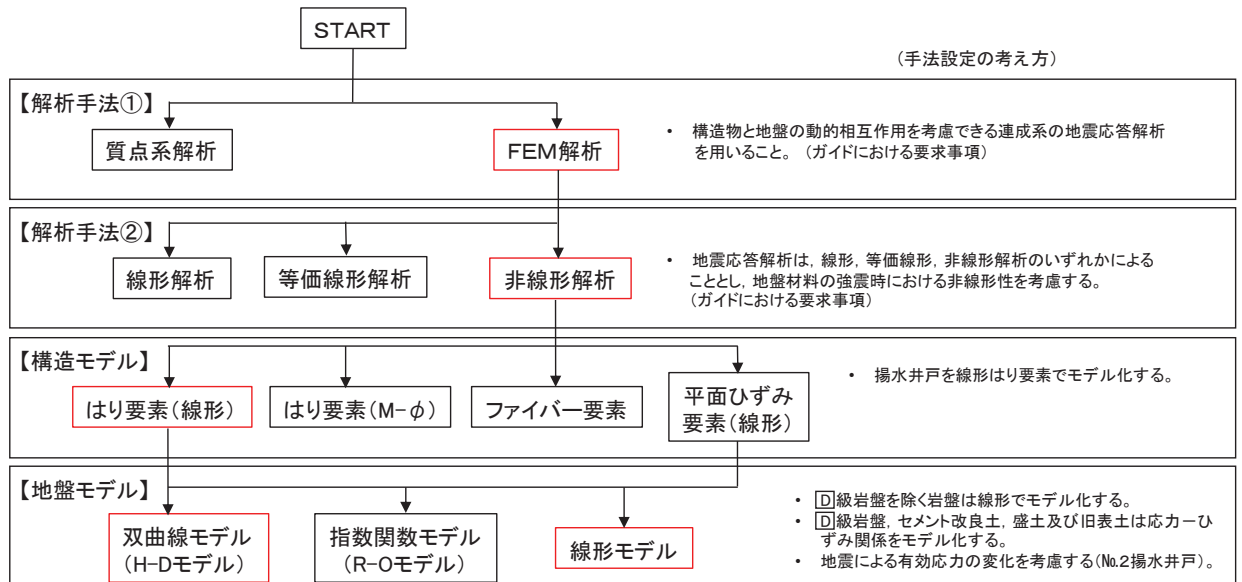 START
(手法設定の考え方)
【解析手法①】
質点系解析
FEM解析
・ 構造物と地盤の動的相互作用を考慮できる連成系の地震応答解析
を用いること。 (ガイドにおける要求事項)
【解析手法②】
線形解析
等価線形解析
非線形解析
・ 地震応答解析は, 線形, 等価線形, 非線形解析のいずれかによる
こととし, 地盤材料の強震時における非線形性を考慮する。
(ガイドにおける要求事項)
【構造モデル】
はり要素(線形)
はり要素(M-φ)
ファイバー要素
平面ひずみ
要素(線形)
・ 揚水井戸を線形はり要素でモデル化する。
【地盤モデル】
双曲線モデル
(H-Dモデル)
指数関数モデル
(R-Oモデル)
線形モデル
・ D級岩盤を除く岩盤は線形でモデル化する。
・ D級岩盤, セメント改良土, 盛土及び旧表土は応力-ひ
ずみ関係をモデル化する。
・ 地震による有効応力の変化を考慮する(№2揚水井戸)。